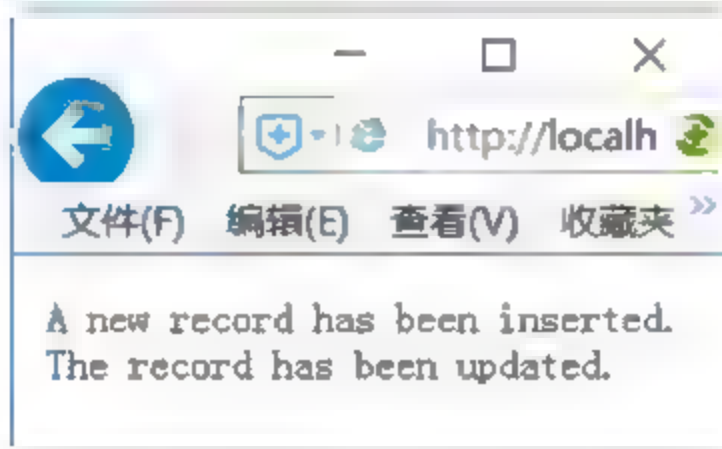 http://localh
文件(F) 编辑(E) 查看(V) 收藏夹 »
A new record has been inserted.
The record has been updated.